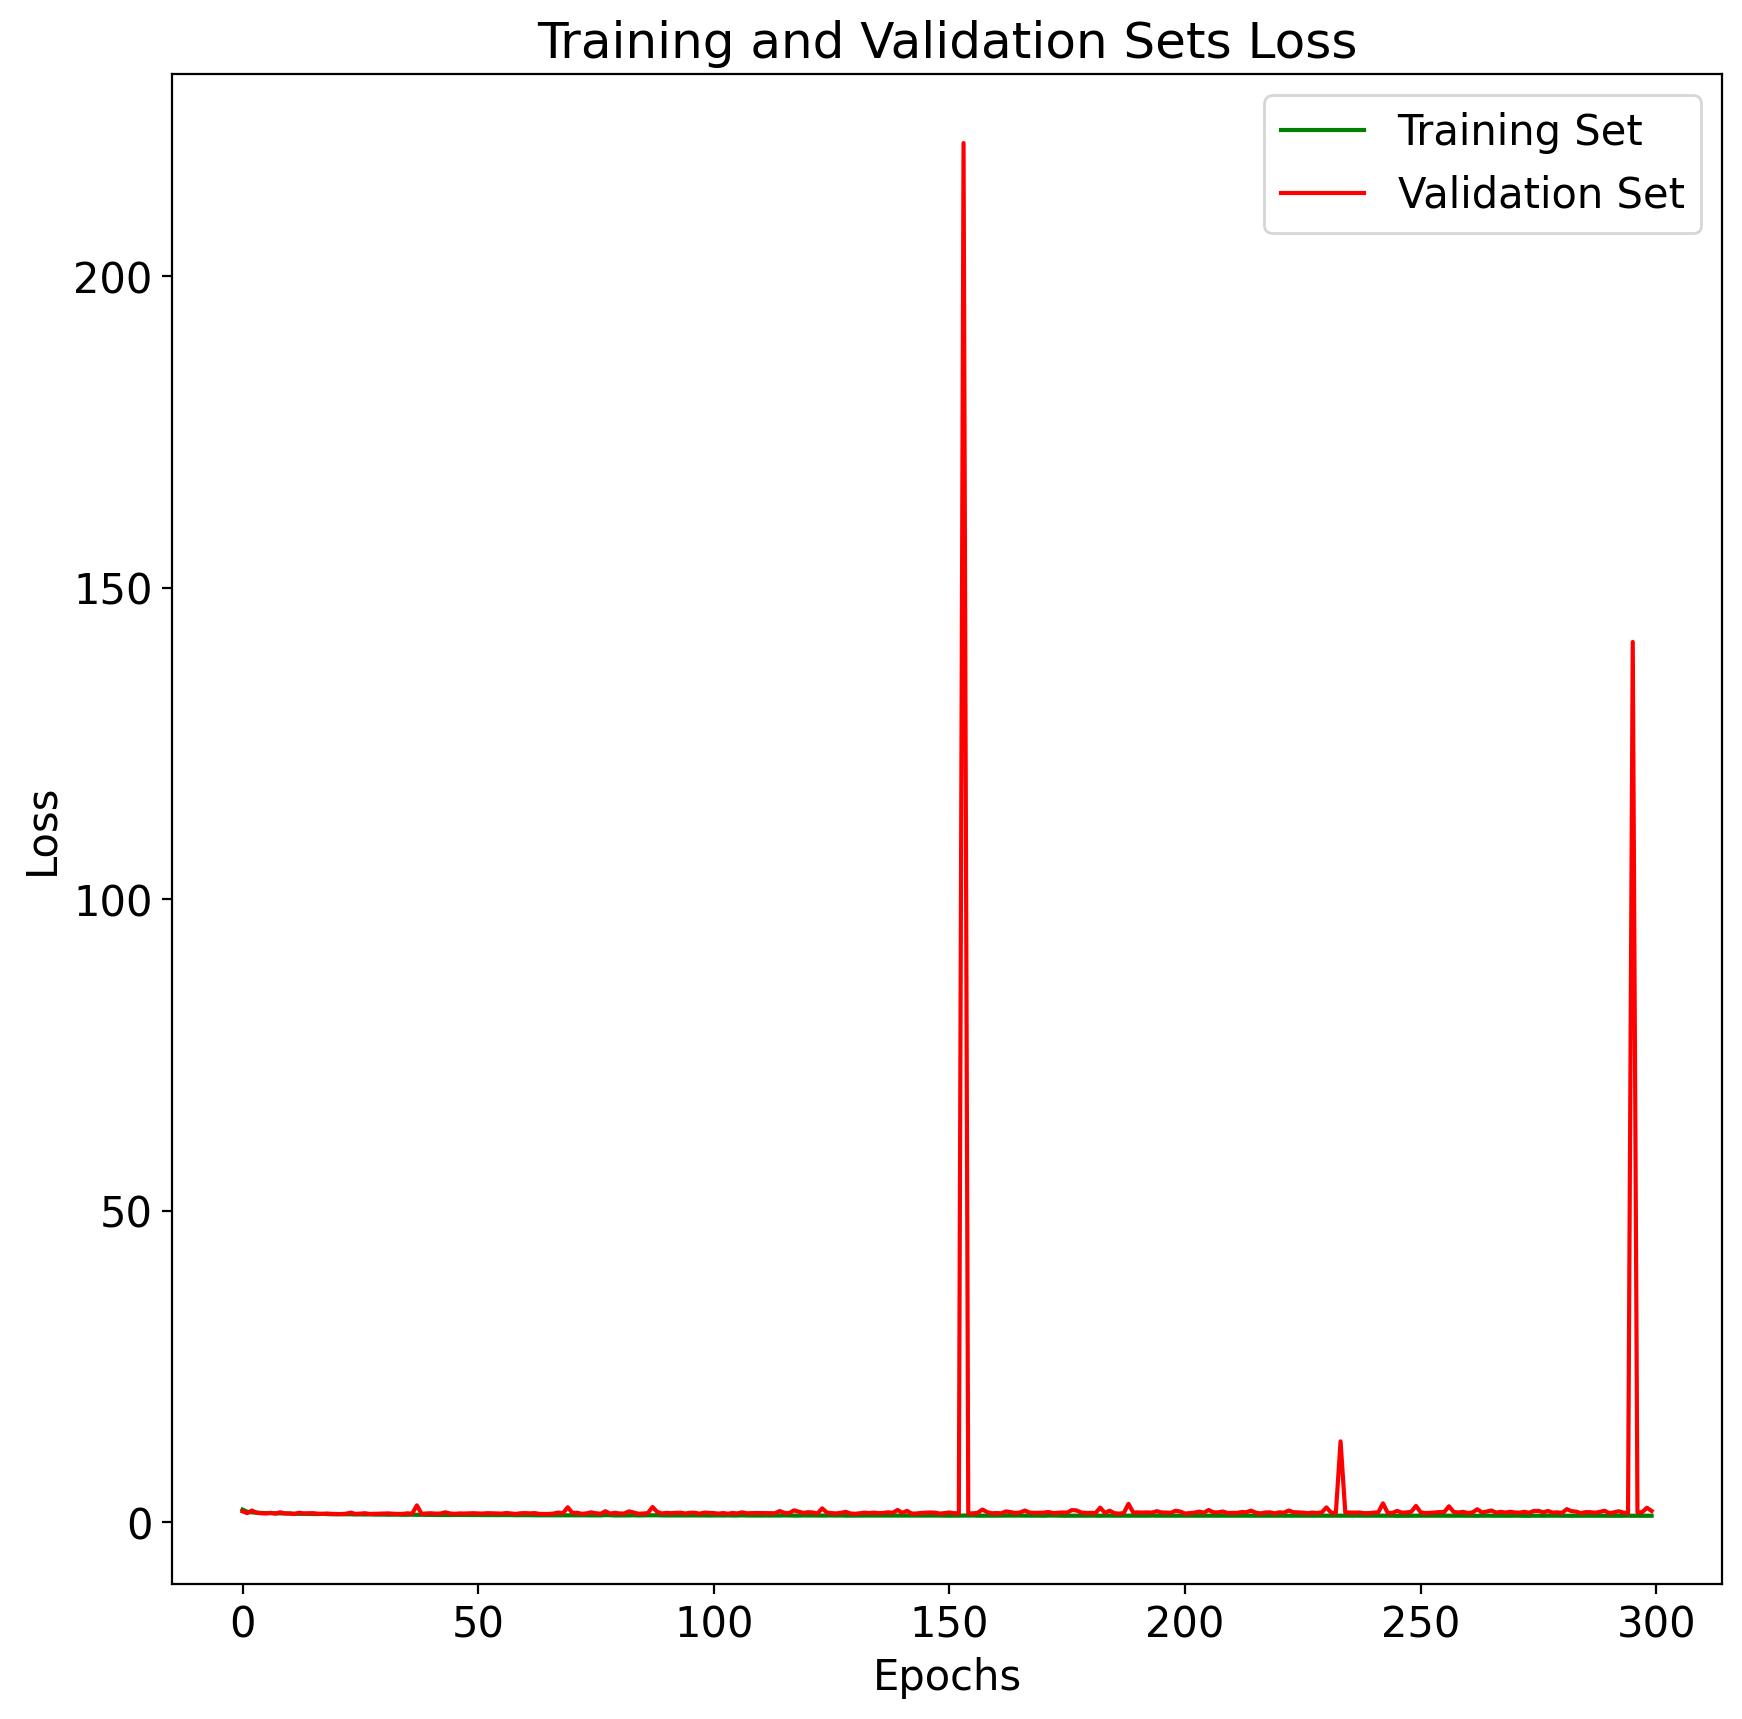 Training and Validation Sets Loss
Training Set
Validation Set
200
150
100
50
0
Loss
0 50 100 150 200 250 300
Epochs